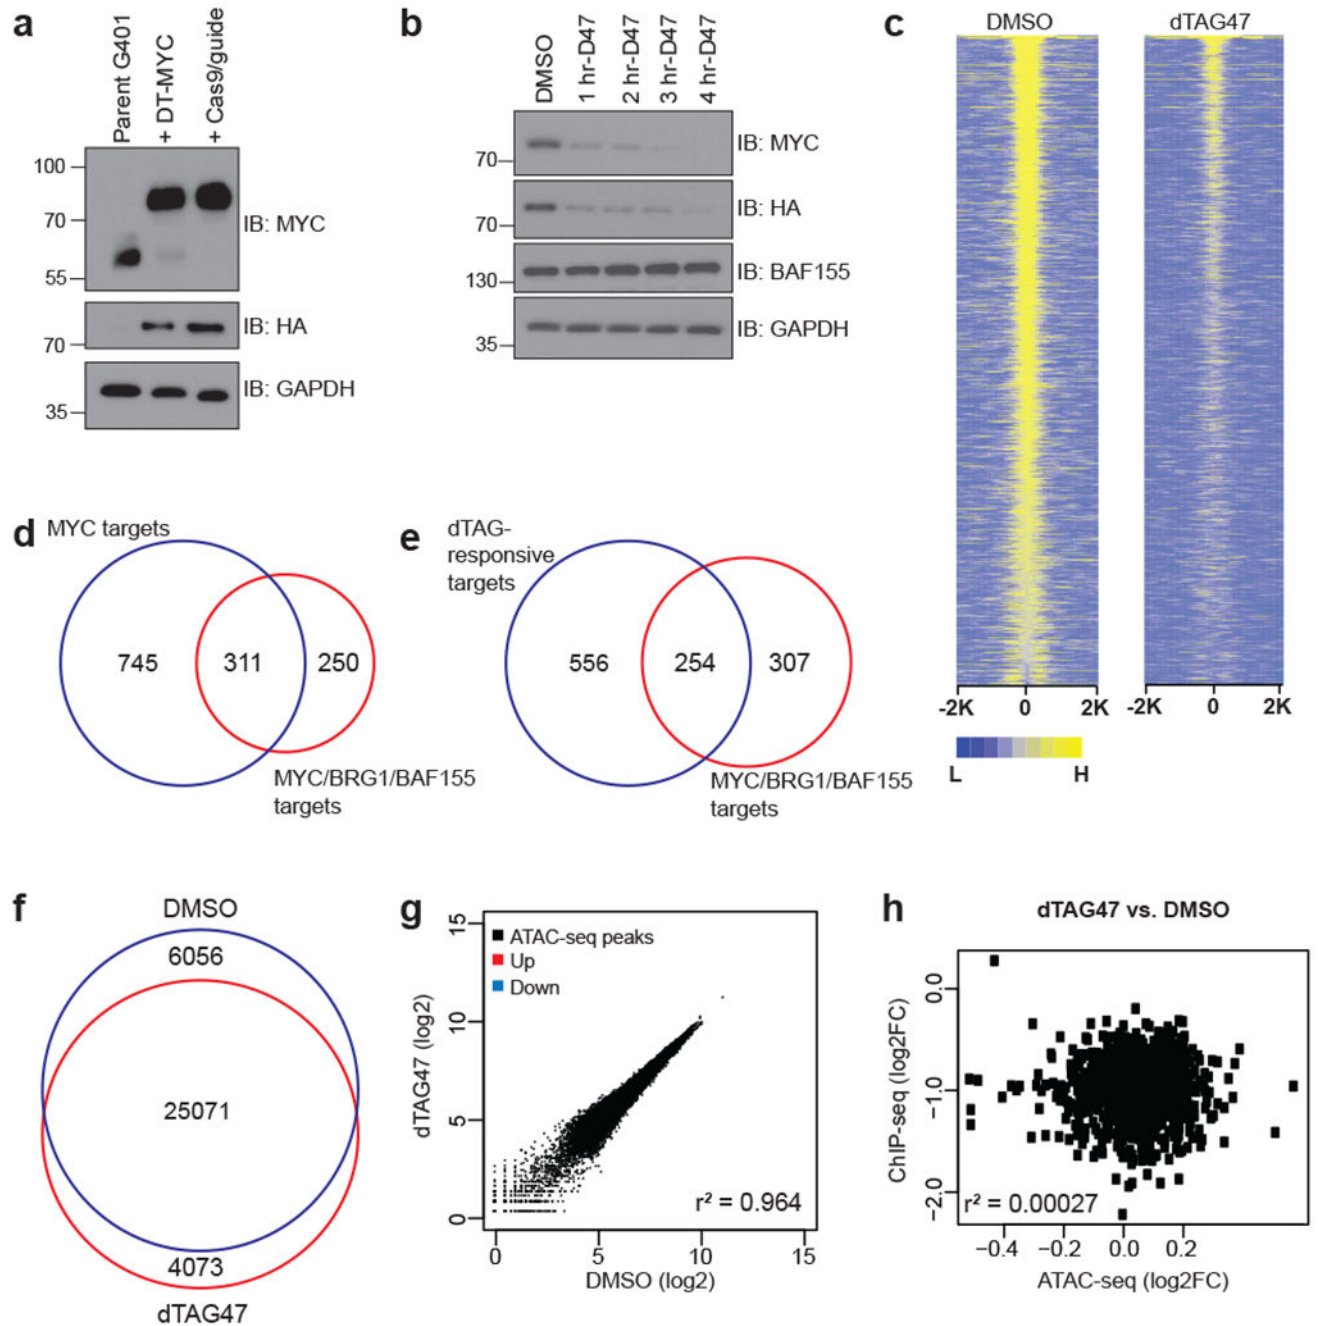 a
Parent G401
+ DT-MYC
+ Cas9/guide
100
70
55
IB: MYC
70
IB: HA
35
IB: GAPDH
b
DMSO
1 hr-D47
2 hr-D47
3 hr-D47
4 hr-D47
70
IB: MYC
70
IB: HA
130
IB: BAF155
35
IB: GAPDH
c
DMSO
dTAG47
-2K 0 2K
-2K 0 2K
L H
d
MYC targets
745 311 250
MYC/BRG1/BAF155
targets
e
dTAG-
responsive
targets
556 254 307
MYC/BRG1/BAF155
targets
f
DMSO
6056
25071
4073
dTAG47
g
dTAG47 (log2)
15
10
5
0
ATAC-seq peaks
Up
Down
r² = 0.964
0 5 10 15
DMSO (log2)
h
dTAG47 vs. DMSO
ChIP-seq (log2FC)
0.0
−1.0
−2.0
r² = 0.00027
−0.4 −0.2 0.0 0.2
ATAC-seq (log2FC)